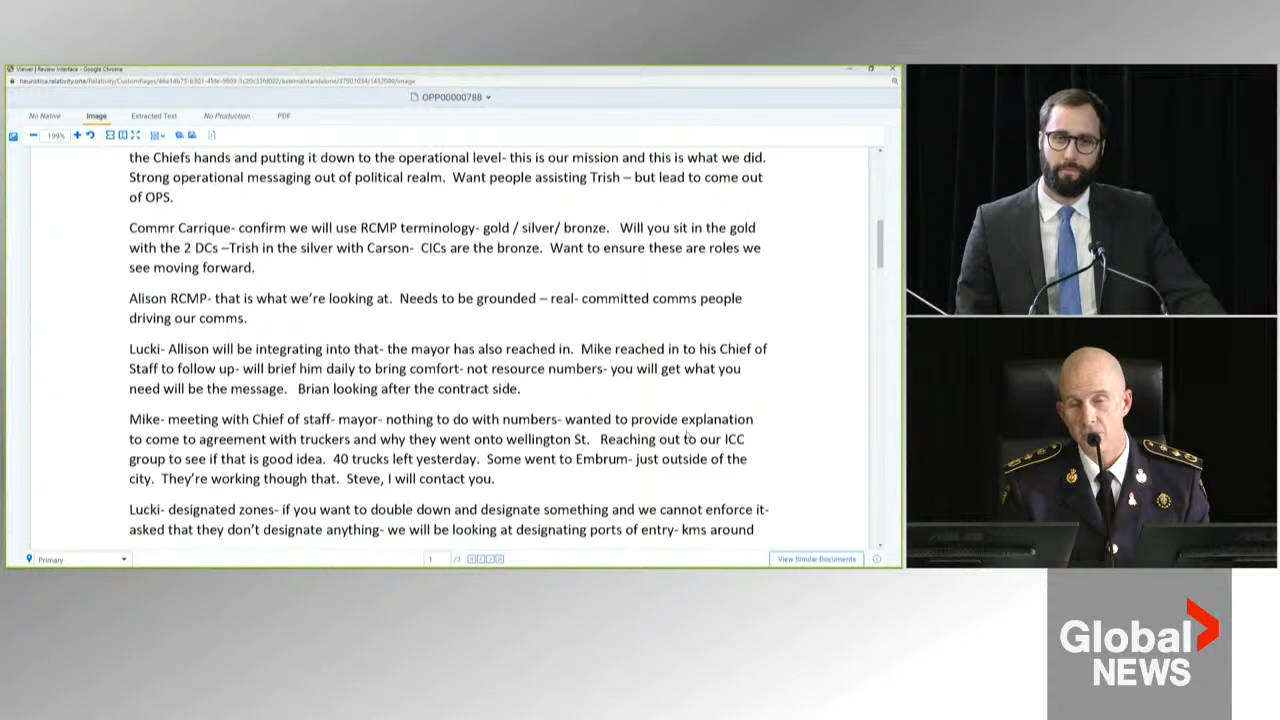 Viewer | Review Interface - Google Chrome
OPP00000788
No Native Image Extracted Text No Production PDF
199%
the Chiefs hands and putting it down to the operational level- this is our mission and this is what we did.
Strong operational messaging out of political realm. Want people assisting Trish – but lead to come out
of OPS.
Commr Carrique- confirm we will use RCMP terminology- gold / silver/ bronze. Will you sit in the gold
with the 2 DCs –Trish in the silver with Carson- CICs are the bronze. Want to ensure these are roles we
see moving forward.
Alison RCMP- that is what we're looking at. Needs to be grounded – real- committed comms people
driving our comms.
Lucki- Allison will be integrating into that- the mayor has also reached in. Mike reached in to his Chief of
Staff to follow up- will brief him daily to bring comfort- not resource numbers- you will get what you
need will be the message. Brian looking after the contract side.
Mike- meeting with Chief of staff- mayor- nothing to do with numbers- wanted to provide explanation
to come to agreement with truckers and why they went onto wellington St. Reaching out to our ICC
group to see if that is good idea. 40 trucks left yesterday. Some went to Embrum- just outside of the
city. They're working though that. Steve, I will contact you.
Lucki- designated zones- if you want to double down and designate something and we cannot enforce it-
asked that they don't designate anything- we will be looking at designating ports of entry- kms around
Primary
1 /3
View Similar Documents
Global
NEWS